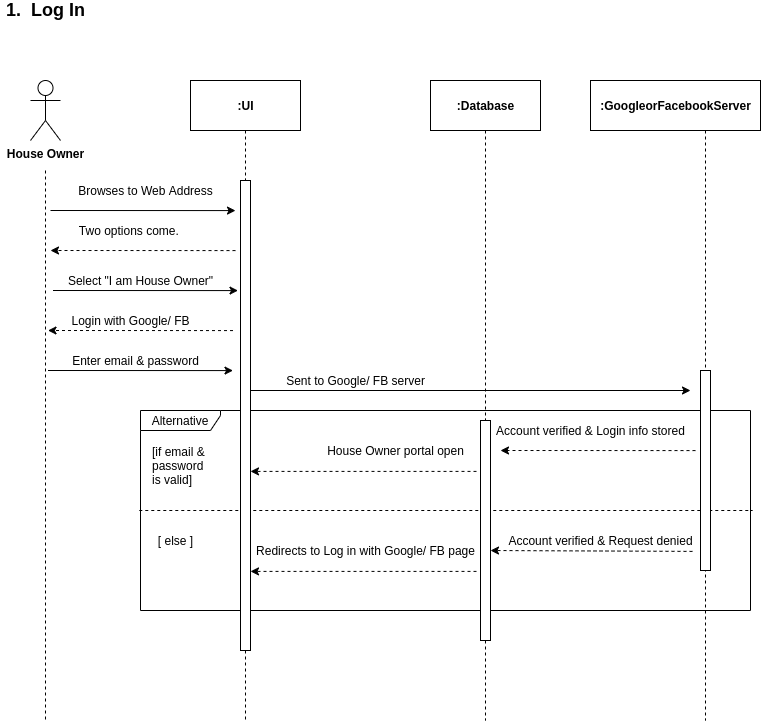 1. Log In
:UI
:Database
:GoogleorFacebookServer
House Owner
Browses to Web Address
Two options come.
Select "I am House Owner"
Login with Google/ FB
Enter email & password
Sent to Google/ FB server
Alternative
Account verified & Login info stored
[if email &
password
is valid]
House Owner portal open
[ else ]
Account verified & Request denied
Redirects to Log in with Google/ FB page